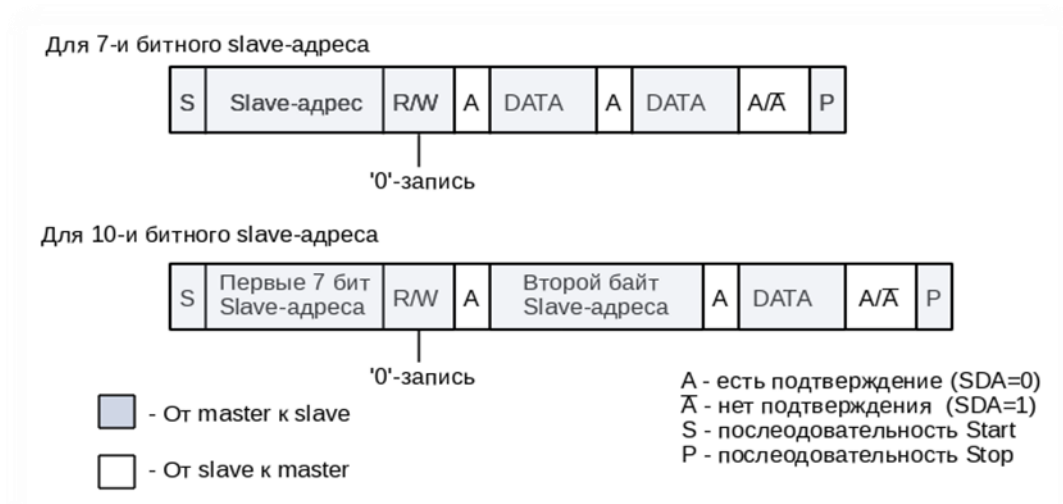 Для 7-и битного slave-адреса
S Slave-адрес R/W A DATA A DATA A/A̅ P
'0'-запись
Для 10-и битного slave-адреса
S Первые 7 бит Slave-адреса R/W A Второй байт Slave-адреса A DATA A/A̅ P
'0'-запись
- От master к slave
- От slave к master
A - есть подтверждение (SDA=0)
A̅ - нет подтверждения (SDA=1)
S - послеодовательность Start
P - послеодовательность Stop